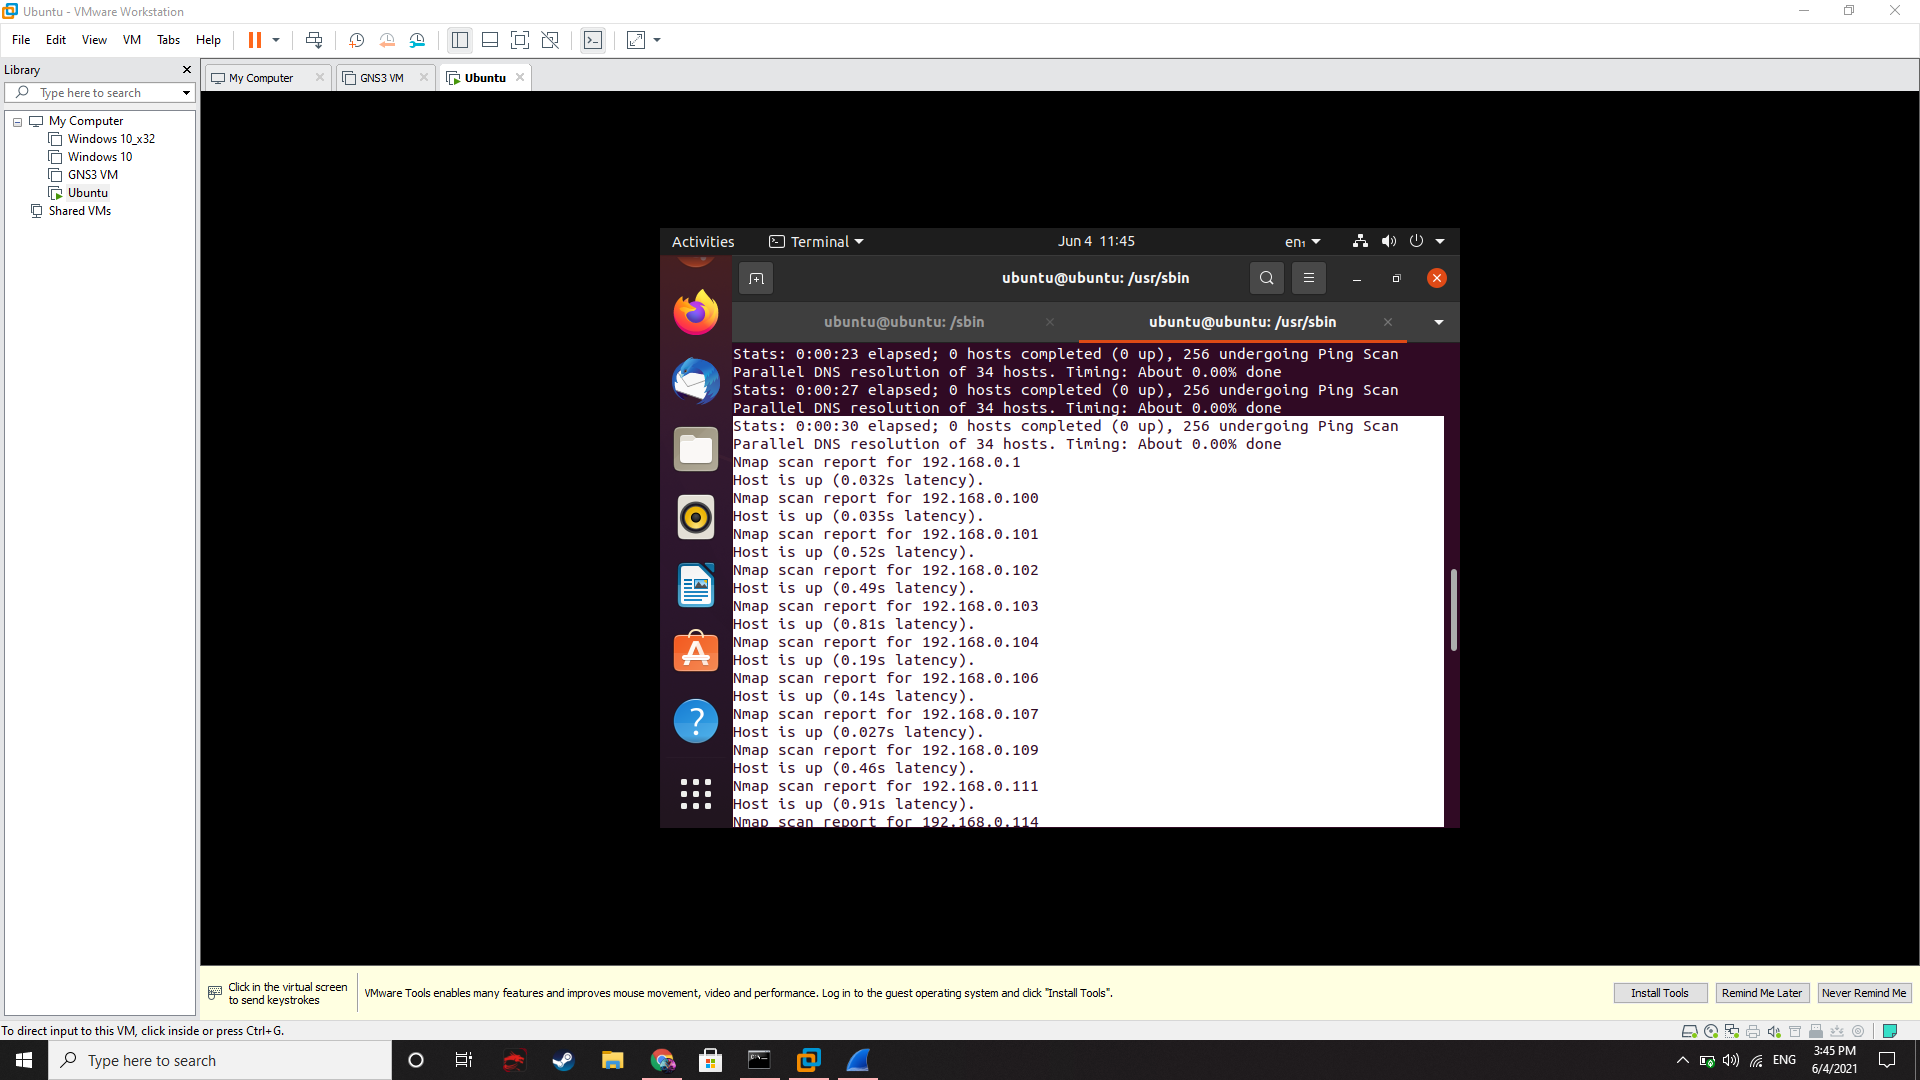 Ubuntu - VMware Workstation
File Edit View VM Tabs Help
Library
Type here to search
My Computer
Windows 10_x32
Windows 10
GNS3 VM
Ubuntu
Shared VMs
My Computer GNS3 VM Ubuntu
Activities Terminal Jun 4 11:45 en₁
ubuntu@ubuntu: /usr/sbin
ubuntu@ubuntu: /sbin ubuntu@ubuntu: /usr/sbin
Stats: 0:00:23 elapsed; 0 hosts completed (0 up), 256 undergoing Ping Scan
Parallel DNS resolution of 34 hosts. Timing: About 0.00% done
Stats: 0:00:27 elapsed; 0 hosts completed (0 up), 256 undergoing Ping Scan
Parallel DNS resolution of 34 hosts. Timing: About 0.00% done
Stats: 0:00:30 elapsed; 0 hosts completed (0 up), 256 undergoing Ping Scan
Parallel DNS resolution of 34 hosts. Timing: About 0.00% done
Nmap scan report for 192.168.0.1
Host is up (0.032s latency).
Nmap scan report for 192.168.0.100
Host is up (0.035s latency).
Nmap scan report for 192.168.0.101
Host is up (0.52s latency).
Nmap scan report for 192.168.0.102
Host is up (0.49s latency).
Nmap scan report for 192.168.0.103
Host is up (0.81s latency).
Nmap scan report for 192.168.0.104
Host is up (0.19s latency).
Nmap scan report for 192.168.0.106
Host is up (0.14s latency).
Nmap scan report for 192.168.0.107
Host is up (0.027s latency).
Nmap scan report for 192.168.0.109
Host is up (0.46s latency).
Nmap scan report for 192.168.0.111
Host is up (0.91s latency).
Nmap scan report for 192.168.0.114
Click in the virtual screen
to send keystrokes
VMware Tools enables many features and improves mouse movement, video and performance. Log in to the guest operating system and click "Install Tools".
Install Tools Remind Me Later Never Remind Me
To direct input to this VM, click inside or press Ctrl+G.
Type here to search
ENG
3:45 PM
6/4/2021